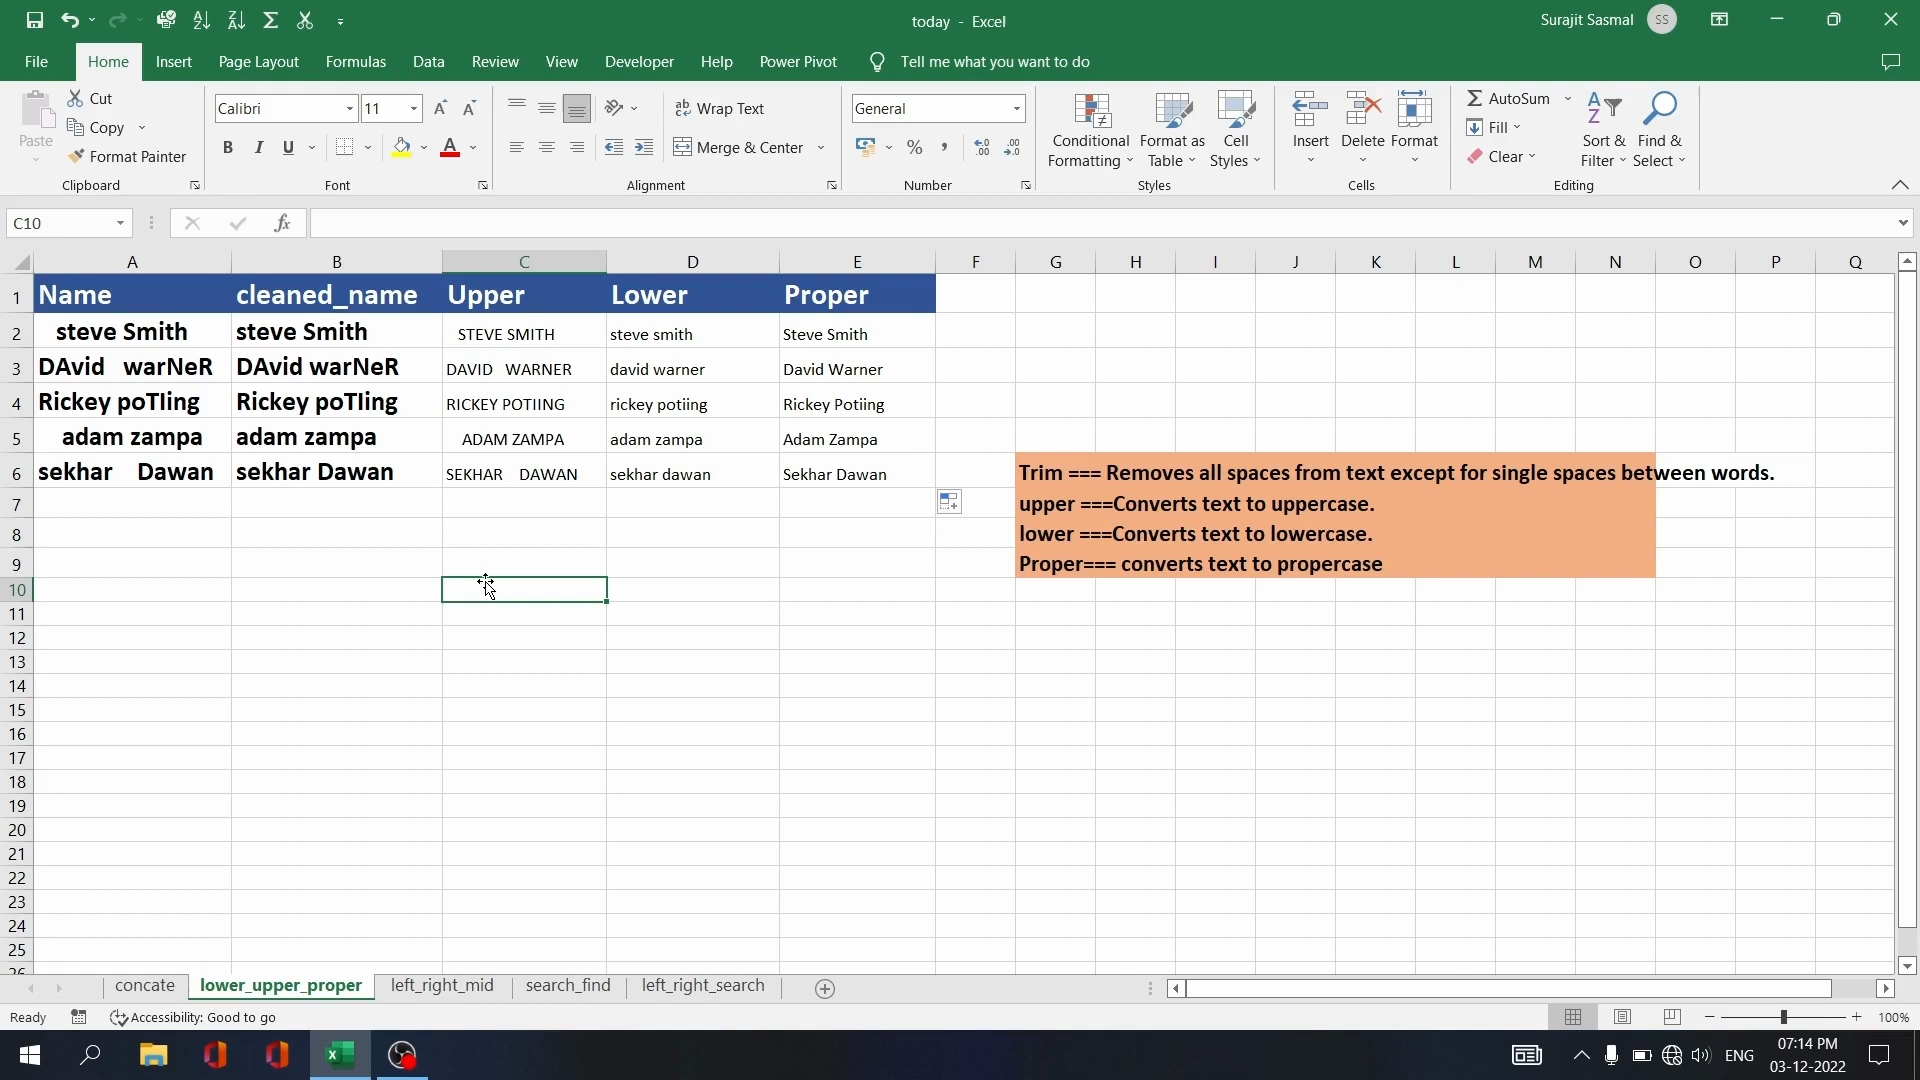 today - Excel
Surajit Sasmal SS
File Home Insert Page Layout Formulas Data Review View Developer Help Power Pivot Tell me what you want to do
Paste
Cut
Copy
Format Painter
Clipboard
Calibri 11
B I U
Font
Wrap Text
Merge & Center
Alignment
General
Number
Conditional Formatting
Format as Table
Cell Styles
Styles
Insert Delete Format
Cells
AutoSum
Fill
Clear
Sort & Filter
Find & Select
Editing
C10 fx
A B C D E F G H I J K L M N O P Q
1 Name cleaned_name Upper Lower Proper
2    steve Smith steve Smith    STEVE SMITH steve smith Steve Smith
3 DAvid   warNeR DAvid warNeR DAVID   WARNER david warner David Warner
4 Rickey poTIing Rickey poTIing RICKEY POTIING rickey potiing Rickey Potiing
5     adam zampa adam zampa     ADAM ZAMPA adam zampa Adam Zampa
6 sekhar    Dawan sekhar Dawan SEKHAR    DAWAN sekhar dawan Sekhar Dawan Trim === Removes all spaces from text except for single spaces between words.
7 upper ===Converts text to uppercase.
8 lower ===Converts text to lowercase.
9 Proper=== converts text to propercase
10
11
12
13
14
15
16
17
18
19
20
21
22
23
24
25
26
concate lower_upper_proper left_right_mid search_find left_right_search
Ready Accessibility: Good to go 100%
ENG 07:14 PM
03-12-2022